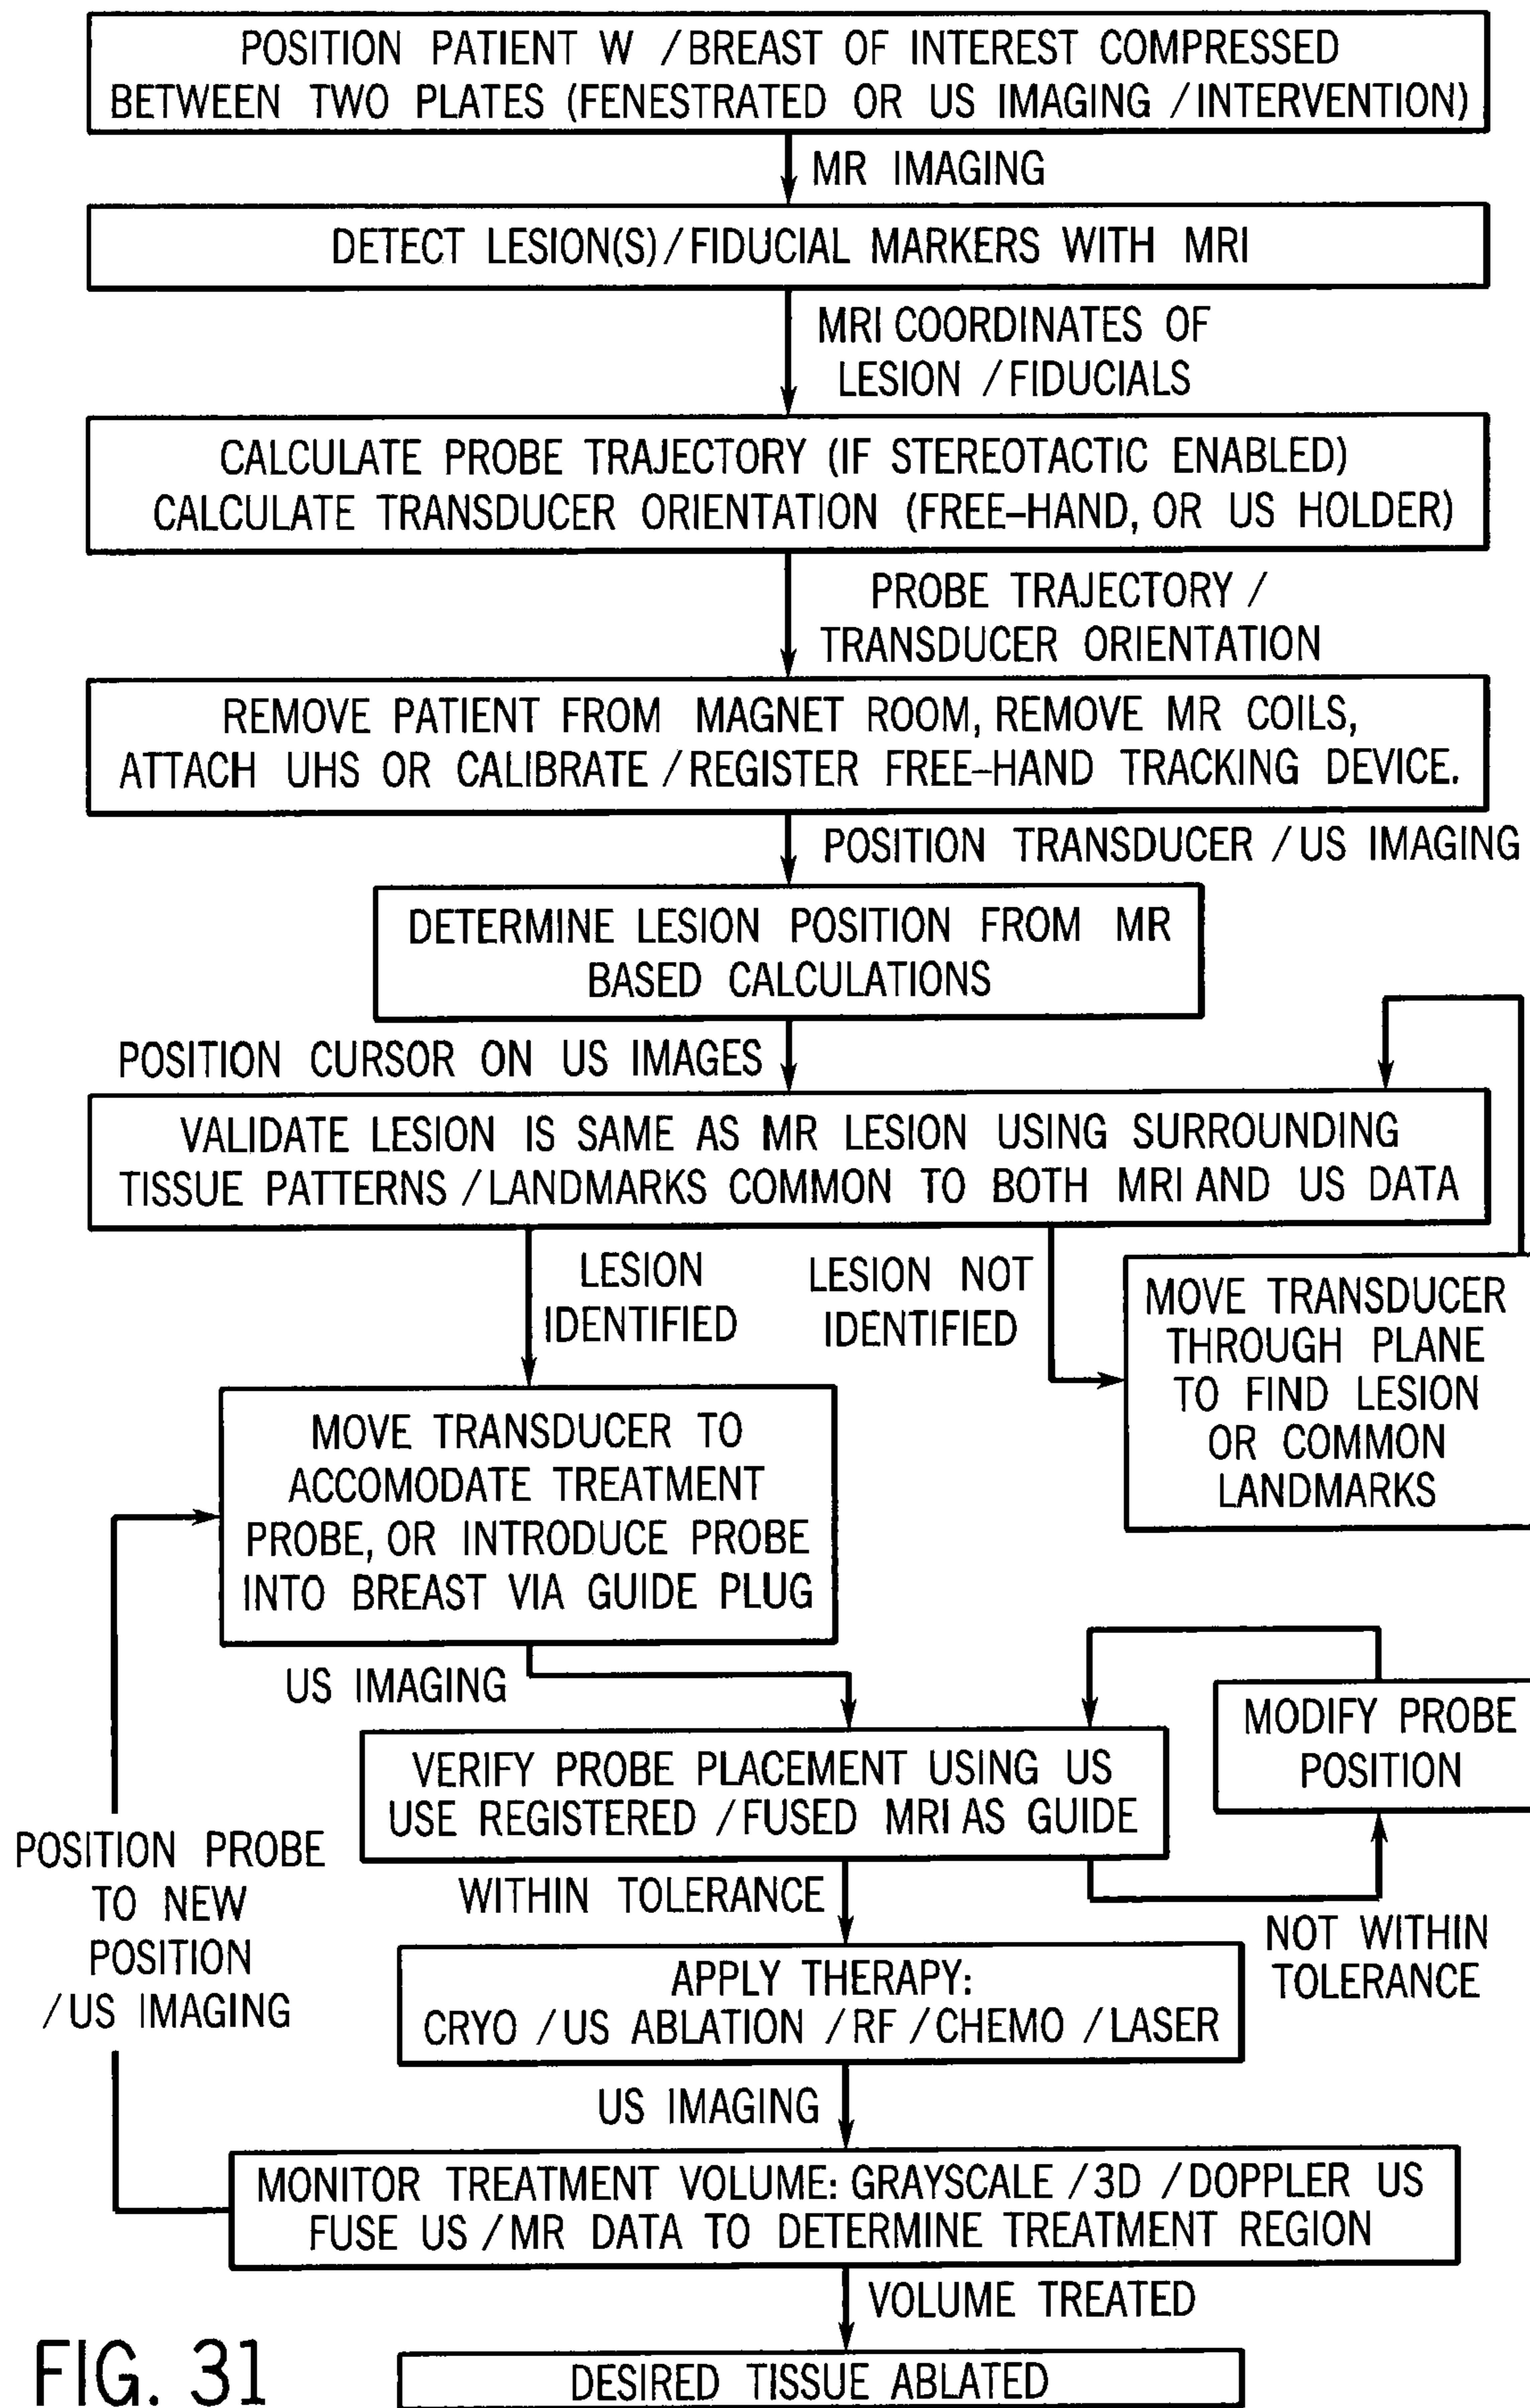 POSITION PATIENT W / BREAST OF INTEREST COMPRESSED
BETWEEN TWO PLATES (FENESTRATED OR US IMAGING / INTERVENTION)
MR IMAGING
DETECT LESION(S) / FIDUCIAL MARKERS WITH MRI
MRI COORDINATES OF
LESION / FIDUCIALS
CALCULATE PROBE TRAJECTORY (IF STEREOTACTIC ENABLED)
CALCULATE TRANSDUCER ORIENTATION (FREE-HAND, OR US HOLDER)
PROBE TRAJECTORY /
TRANSDUCER ORIENTATION
REMOVE PATIENT FROM MAGNET ROOM, REMOVE MR COILS,
ATTACH UHS OR CALIBRATE / REGISTER FREE-HAND TRACKING DEVICE.
POSITION TRANSDUCER / US IMAGING
DETERMINE LESION POSITION FROM MR
BASED CALCULATIONS
POSITION CURSOR ON US IMAGES
VALIDATE LESION IS SAME AS MR LESION USING SURROUNDING
TISSUE PATTERNS / LANDMARKS COMMON TO BOTH MRI AND US DATA
LESION
IDENTIFIED
LESION NOT
IDENTIFIED
MOVE TRANSDUCER
THROUGH PLANE
TO FIND LESION
OR COMMON
LANDMARKS
MOVE TRANSDUCER TO
ACCOMODATE TREATMENT
PROBE, OR INTRODUCE PROBE
INTO BREAST VIA GUIDE PLUG
US IMAGING
MODIFY PROBE
POSITION
VERIFY PROBE PLACEMENT USING US
USE REGISTERED / FUSED MRI AS GUIDE
POSITION PROBE
TO NEW
POSITION
/ US IMAGING
WITHIN TOLERANCE
NOT WITHIN
TOLERANCE
APPLY THERAPY:
CRYO / US ABLATION / RF / CHEMO / LASER
US IMAGING
MONITOR TREATMENT VOLUME: GRAYSCALE / 3D / DOPPLER US
FUSE US / MR DATA TO DETERMINE TREATMENT REGION
VOLUME TREATED
DESIRED TISSUE ABLATED
FIG. 31